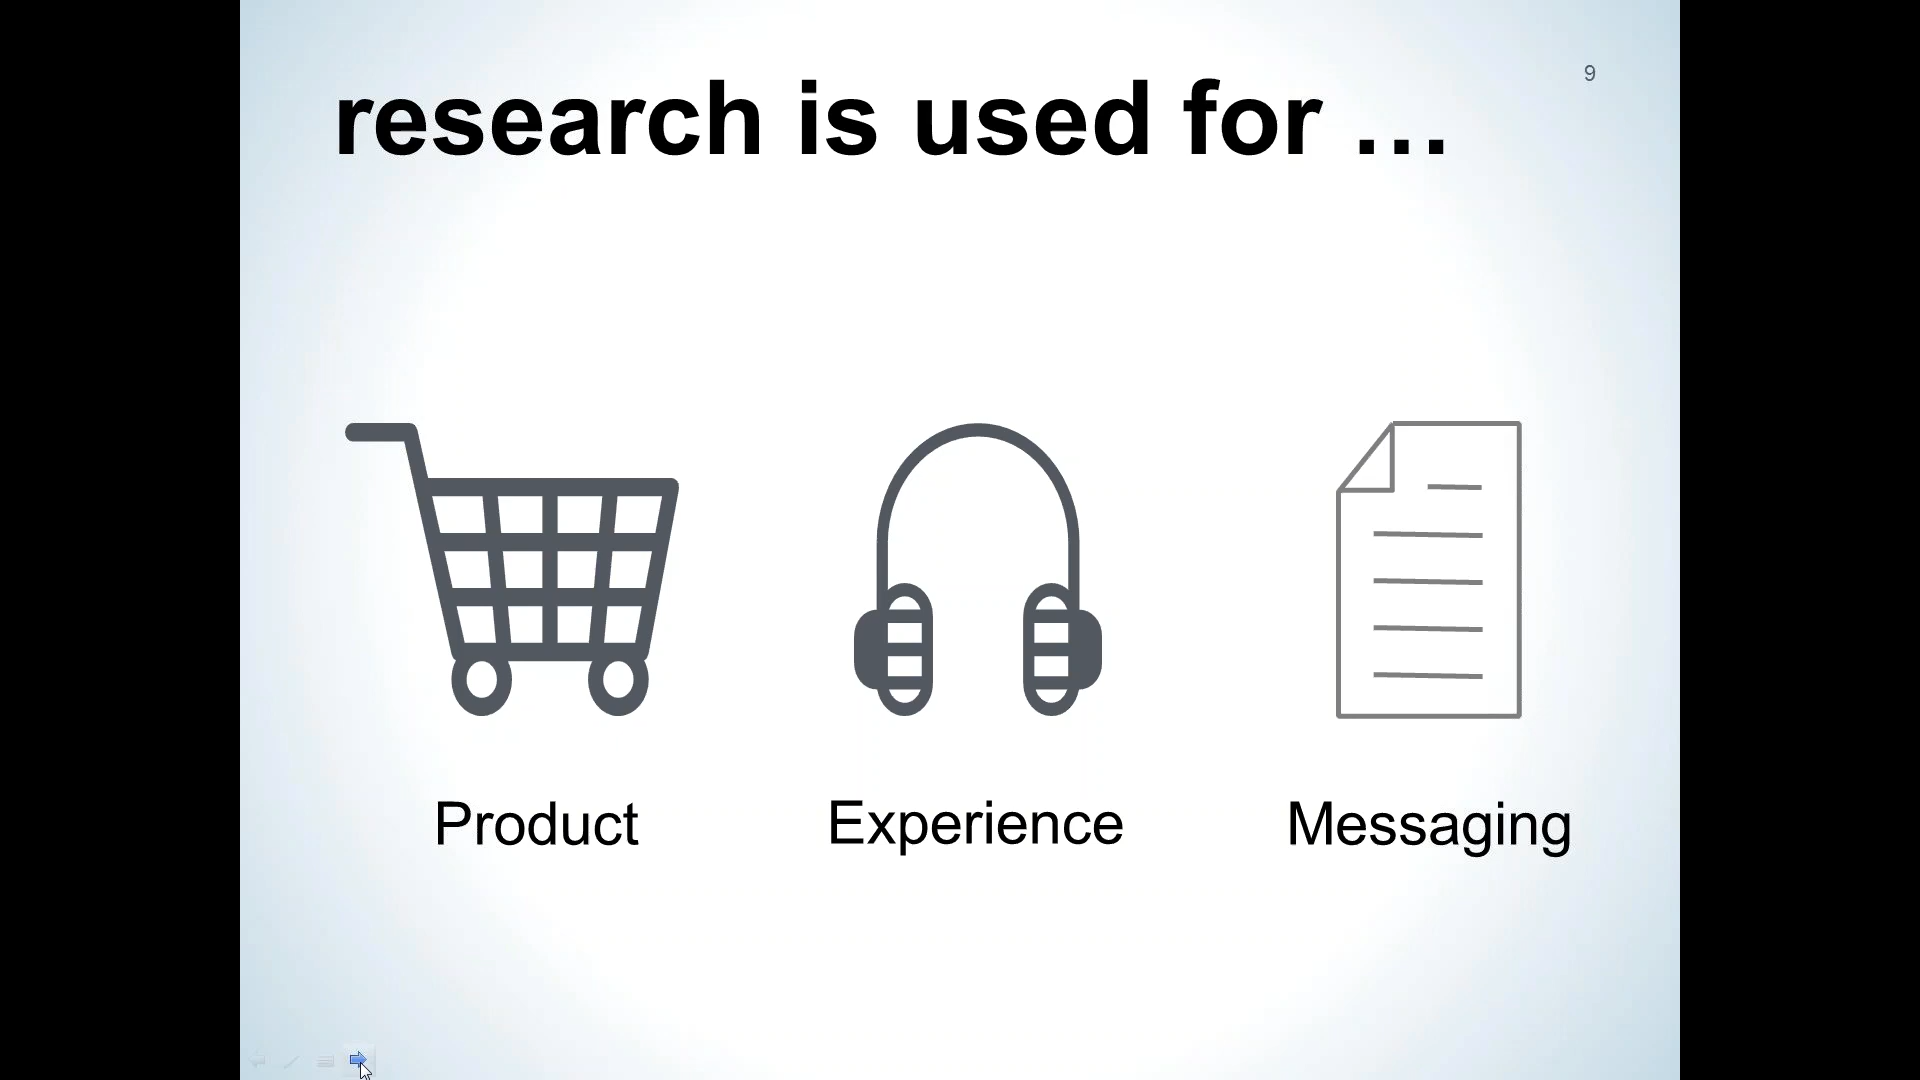 research is used for …
9
Product
Experience
Messaging